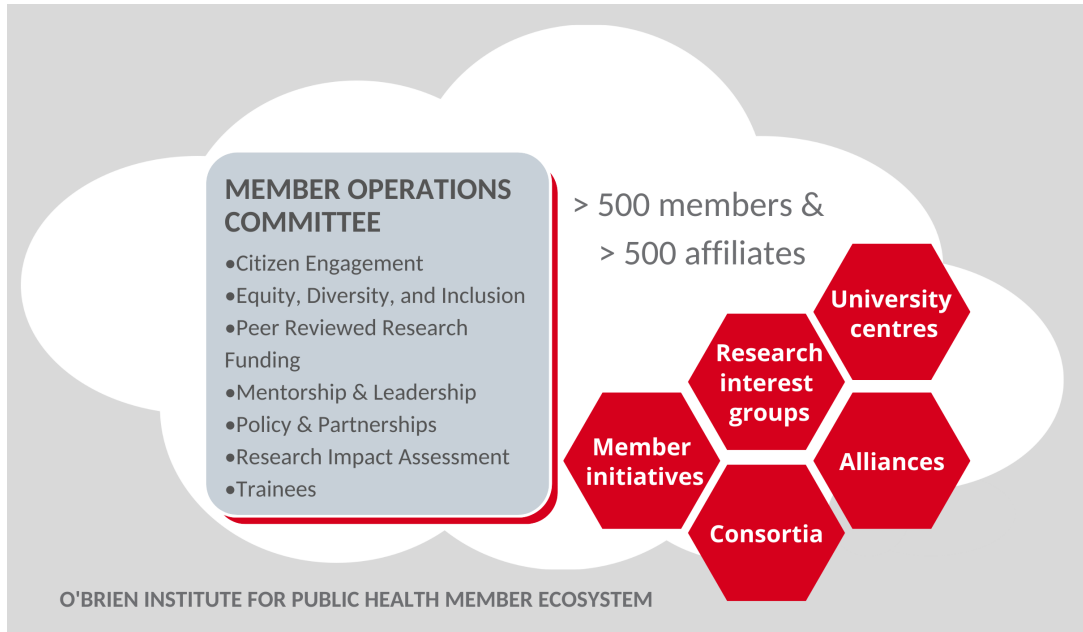 MEMBER OPERATIONS
COMMITTEE
•Citizen Engagement
•Equity, Diversity, and Inclusion
•Peer Reviewed Research
Funding
•Mentorship & Leadership
•Policy & Partnerships
•Research Impact Assessment
•Trainees
> 500 members &
> 500 affiliates
University
centres
Research
interest
groups
Member
initiatives
Alliances
Consortia
O'BRIEN INSTITUTE FOR PUBLIC HEALTH MEMBER ECOSYSTEM